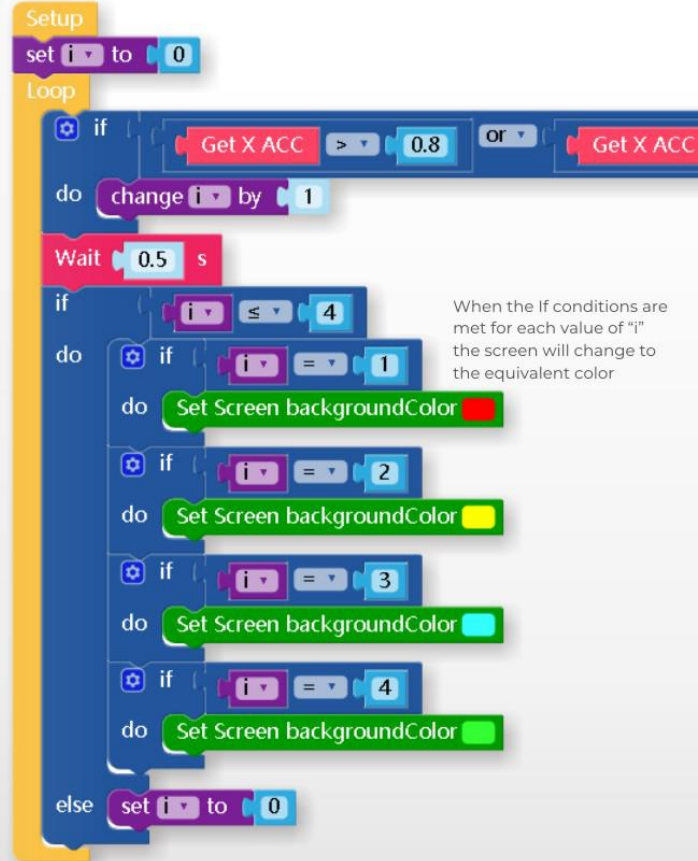 Setup
set i to 0
Loop
if Get X ACC > 0.8 or Get X ACC
do change i by 1
Wait 0.5 s
if i ≤ 4
When the If conditions are
met for each value of “i”
the screen will change to
the equivalent color
do if i = 1
do Set Screen backgroundColor
if i = 2
do Set Screen backgroundColor
if i = 3
do Set Screen backgroundColor
if i = 4
do Set Screen backgroundColor
else set i to 0